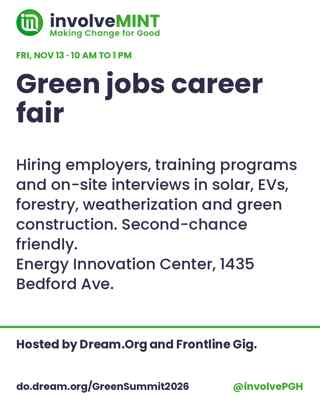 involveMINT
Making Change for Good
FRI, NOV 13 · 10 AM TO 1 PM
Green jobs career
fair
Hiring employers, training programs
and on-site interviews in solar, EVs,
forestry, weatherization and green
construction. Second-chance
friendly.
Energy Innovation Center, 1435
Bedford Ave.
Hosted by Dream.Org and Frontline Gig.
do.dream.org/GreenSummit2026
@involvePGH